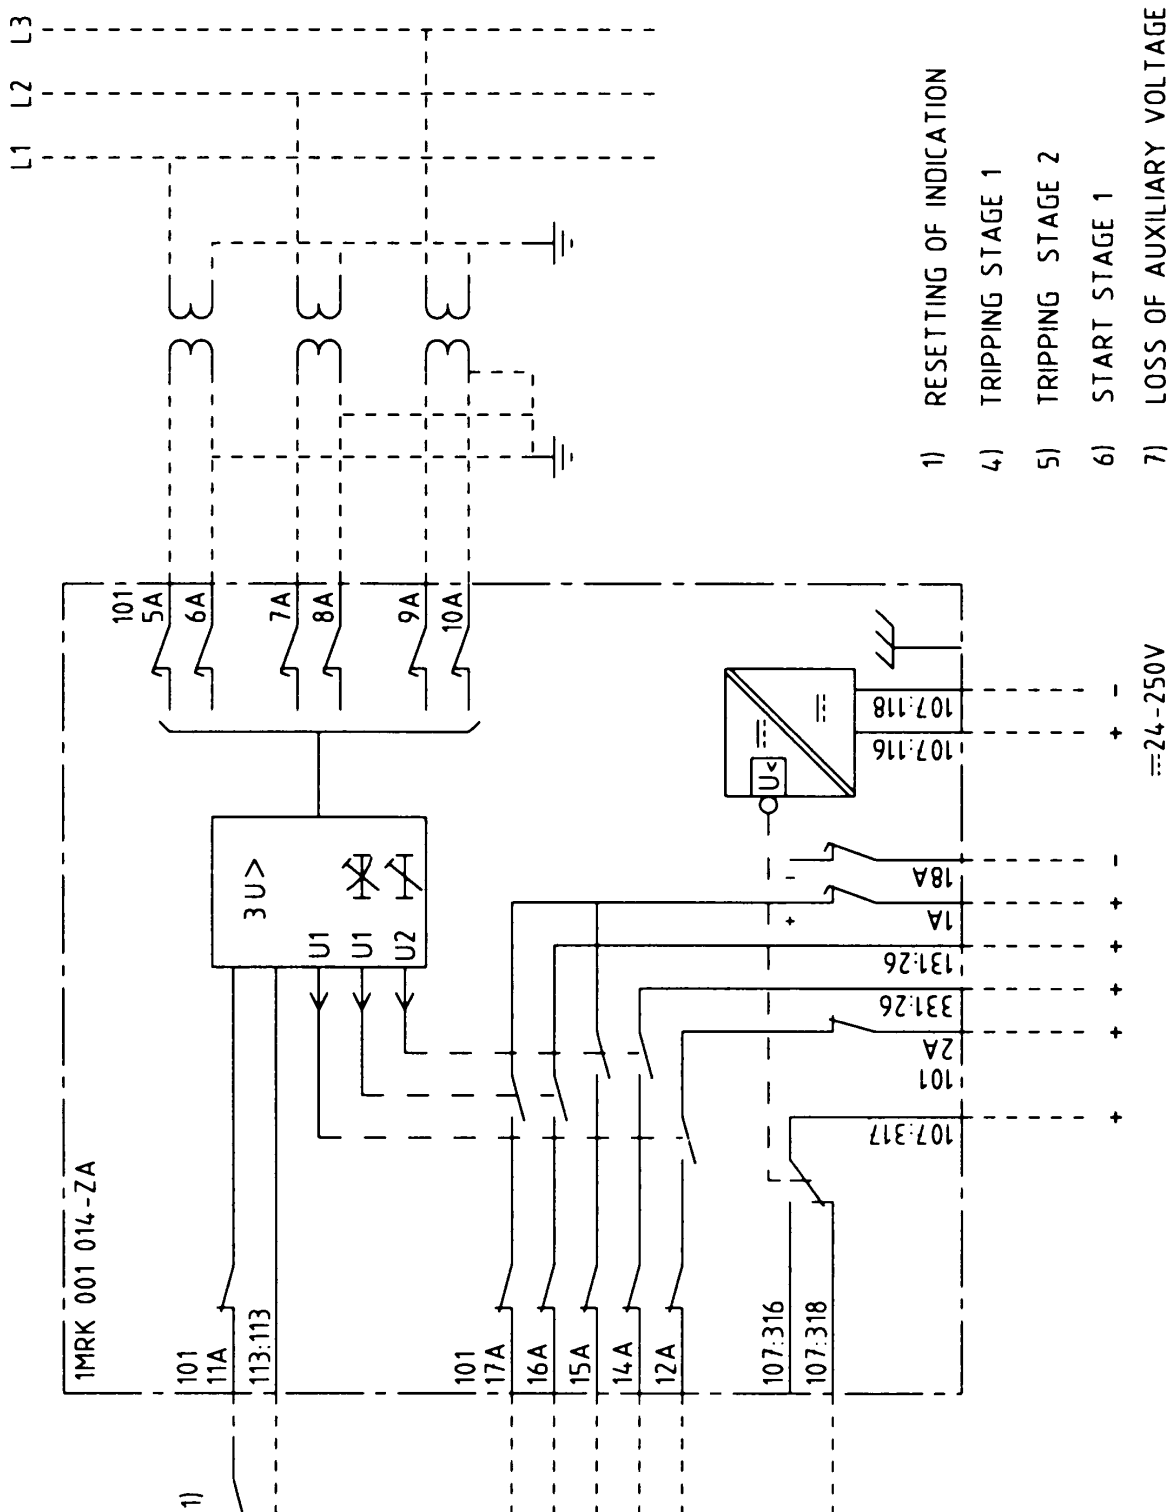 1MRK 001 014-ZA
L1
L2
L3
101
5A
6A
7A
8A
9A
10A
3U>
U1
U1
U2
101
11A
113:113
1)
101
17A
16A
15A
14A
12A
107:316
107:318
107:317
101
2A
331:26
131:26
1A
18A
+
-
U<
107:116
107:118
+
+
+
+
+
-
+
-
24-250V
1) RESETTING OF INDICATION
4) TRIPPING STAGE 1
5) TRIPPING STAGE 2
6) START STAGE 1
7) LOSS OF AUXILIARY VOLTAGE